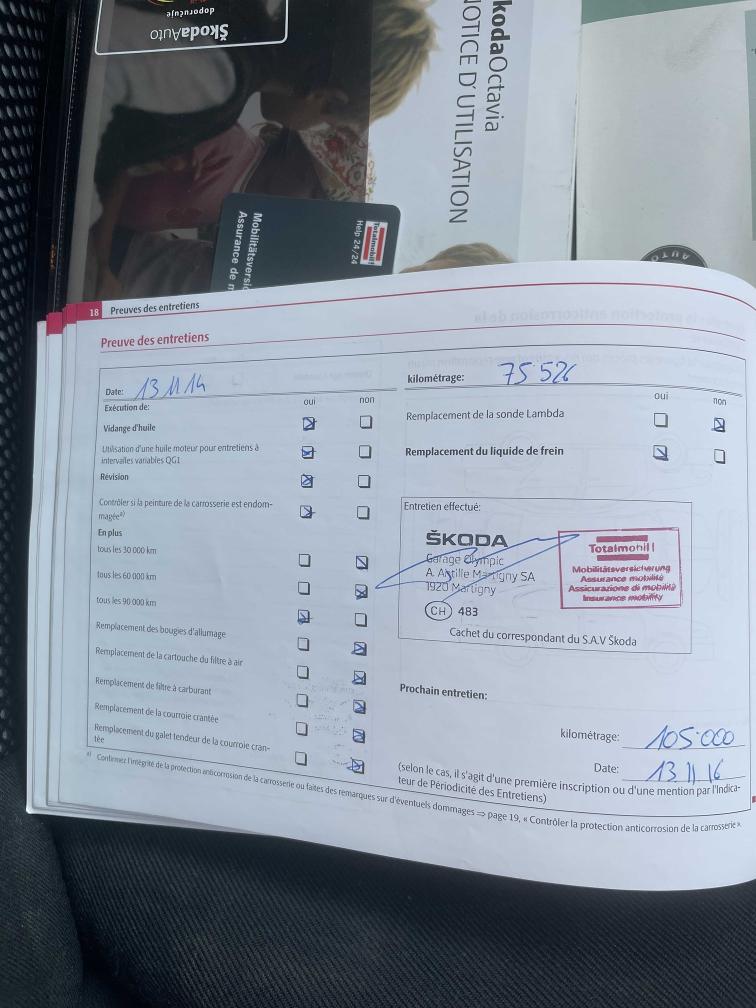 ŠkodaAuto
doporučuje
kodaOctavia
NOTICE D'UTILISATION
Totalmobil!
Help 24/24
Mobilitätsversic
Assurance de m
AUTO
18 Preuves des entretiens
Preuve des entretiens
Date: 13 11 14
kilométrage: 75 526
Exécution de: oui non
oui non
Vidange d'huile
Utilisation d'une huile moteur pour entretiens à
intervalles variables QG1
Révision
Contrôler si la peinture de la carrosserie est endom-
magée a)
En plus
tous les 30 000 km
tous les 60 000 km
tous les 90 000 km
Remplacement des bougies d'allumage
Remplacement de la cartouche du filtre à air
Remplacement de filtre à carburant
Remplacement de la courroie crantée
Remplacement du galet tendeur de la courroie cran-
tée
Remplacement de la sonde Lambda
Remplacement du liquide de frein
Entretien effectué:
ŠKODA
Garage Olympic
A. Antille Martigny SA
1920 Martigny
CH 483
Totalmobil!
Mobilitätsversicherung
Assurance mobilité
Assicurazione di mobilità
Insurance mobility
Cachet du correspondant du S.A.V Škoda
Prochain entretien:
kilométrage: 105.000
Date: 13 11 16
(selon le cas, il s'agit d'une première inscription ou d'une mention par l'Indica-
teur de Périodicité des Entretiens)
a) Confirmez l'intégrité de la protection anticorrosion de la carrosserie ou faites des remarques sur d'éventuels dommages ⇒ page 19, « Contrôler la protection anticorrosion de la carrosserie ».